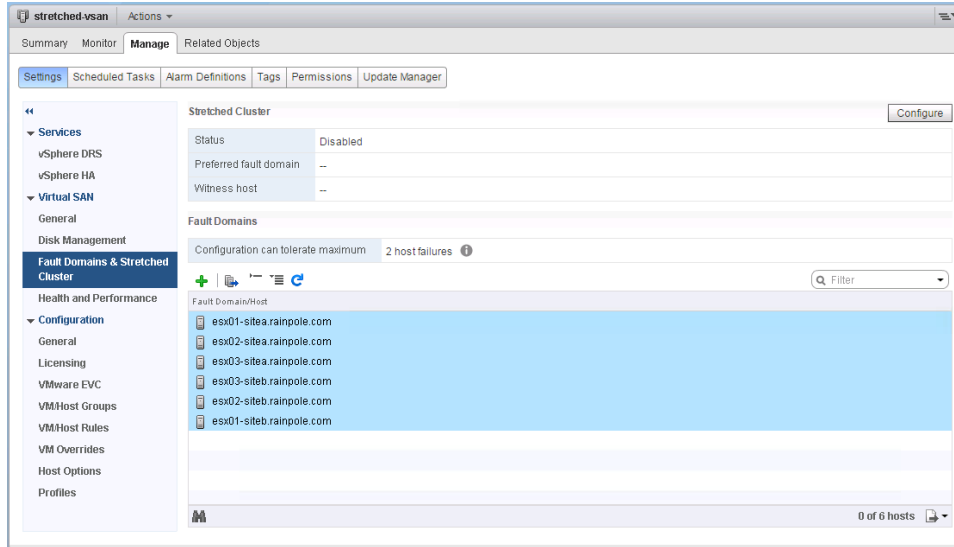 stretched-vsan Actions
Summary Monitor Manage Related Objects
Settings Scheduled Tasks Alarm Definitions Tags Permissions Update Manager
Services
vSphere DRS
vSphere HA
Virtual SAN
General
Disk Management
Fault Domains & Stretched
Cluster
Health and Performance
Configuration
General
Licensing
VMware EVC
VM/Host Groups
VM/Host Rules
VM Overrides
Host Options
Profiles
Stretched Cluster Configure
Status Disabled
Preferred fault domain --
Witness host --
Fault Domains
Configuration can tolerate maximum 2 host failures
Filter
Fault Domain/Host
esx01-sitea.rainpole.com
esx02-sitea.rainpole.com
esx03-sitea.rainpole.com
esx03-siteb.rainpole.com
esx02-siteb.rainpole.com
esx01-siteb.rainpole.com
0 of 6 hosts